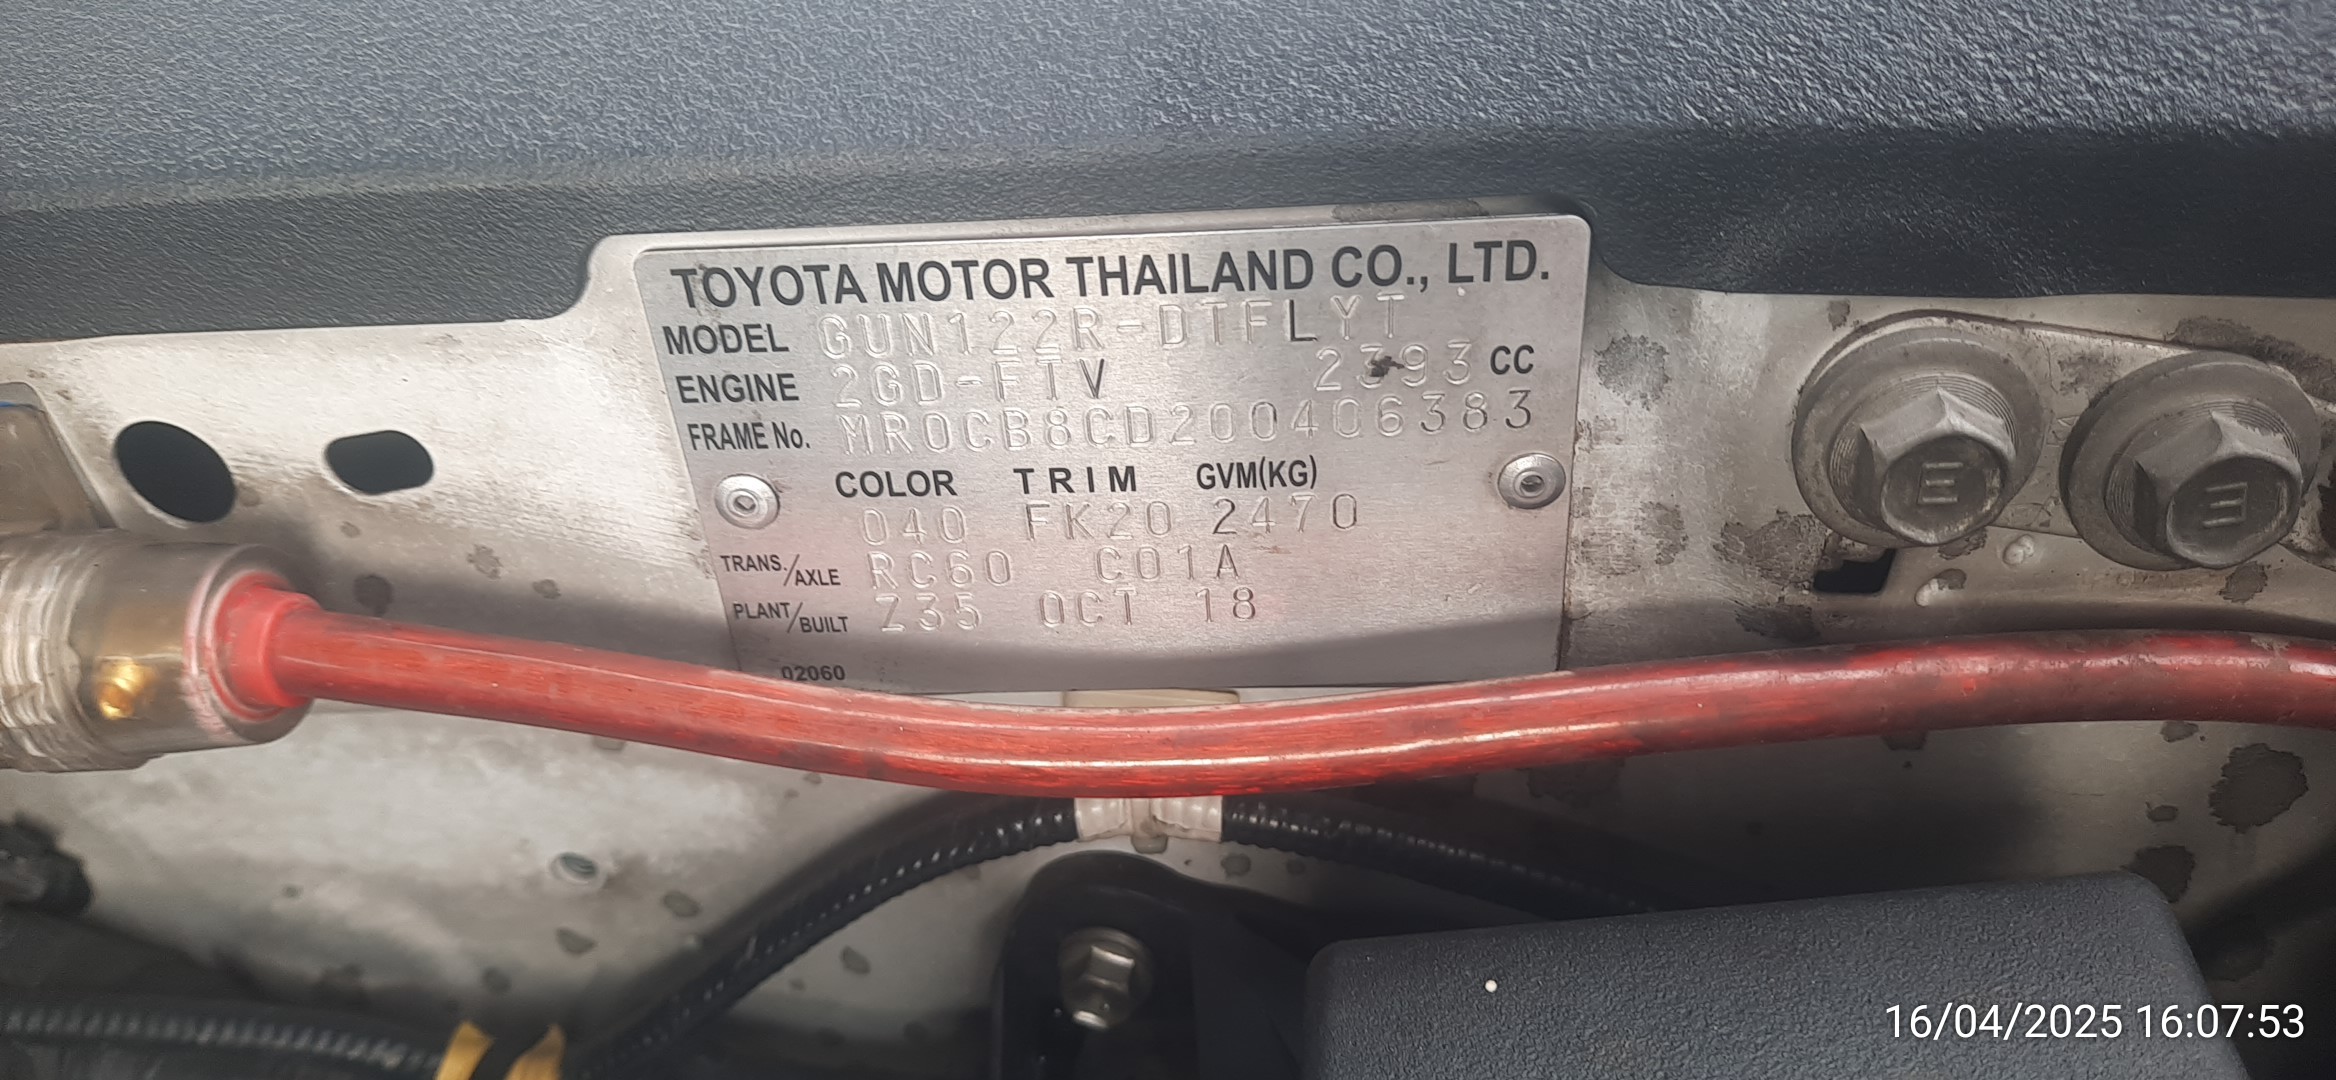 TOYOTA MOTOR THAILAND CO., LTD.
MODEL GUN122R-DTFLYT
ENGINE 2GD-FTV 2393 CC
FRAME No. MR0CB8CD200406383
COLOR TRIM GVM(KG)
040 FK20 2470
TRANS./AXLE RC60 C01A
PLANT/BUILT Z35 OCT 18
02060
E E
16/04/2025 16:07:53